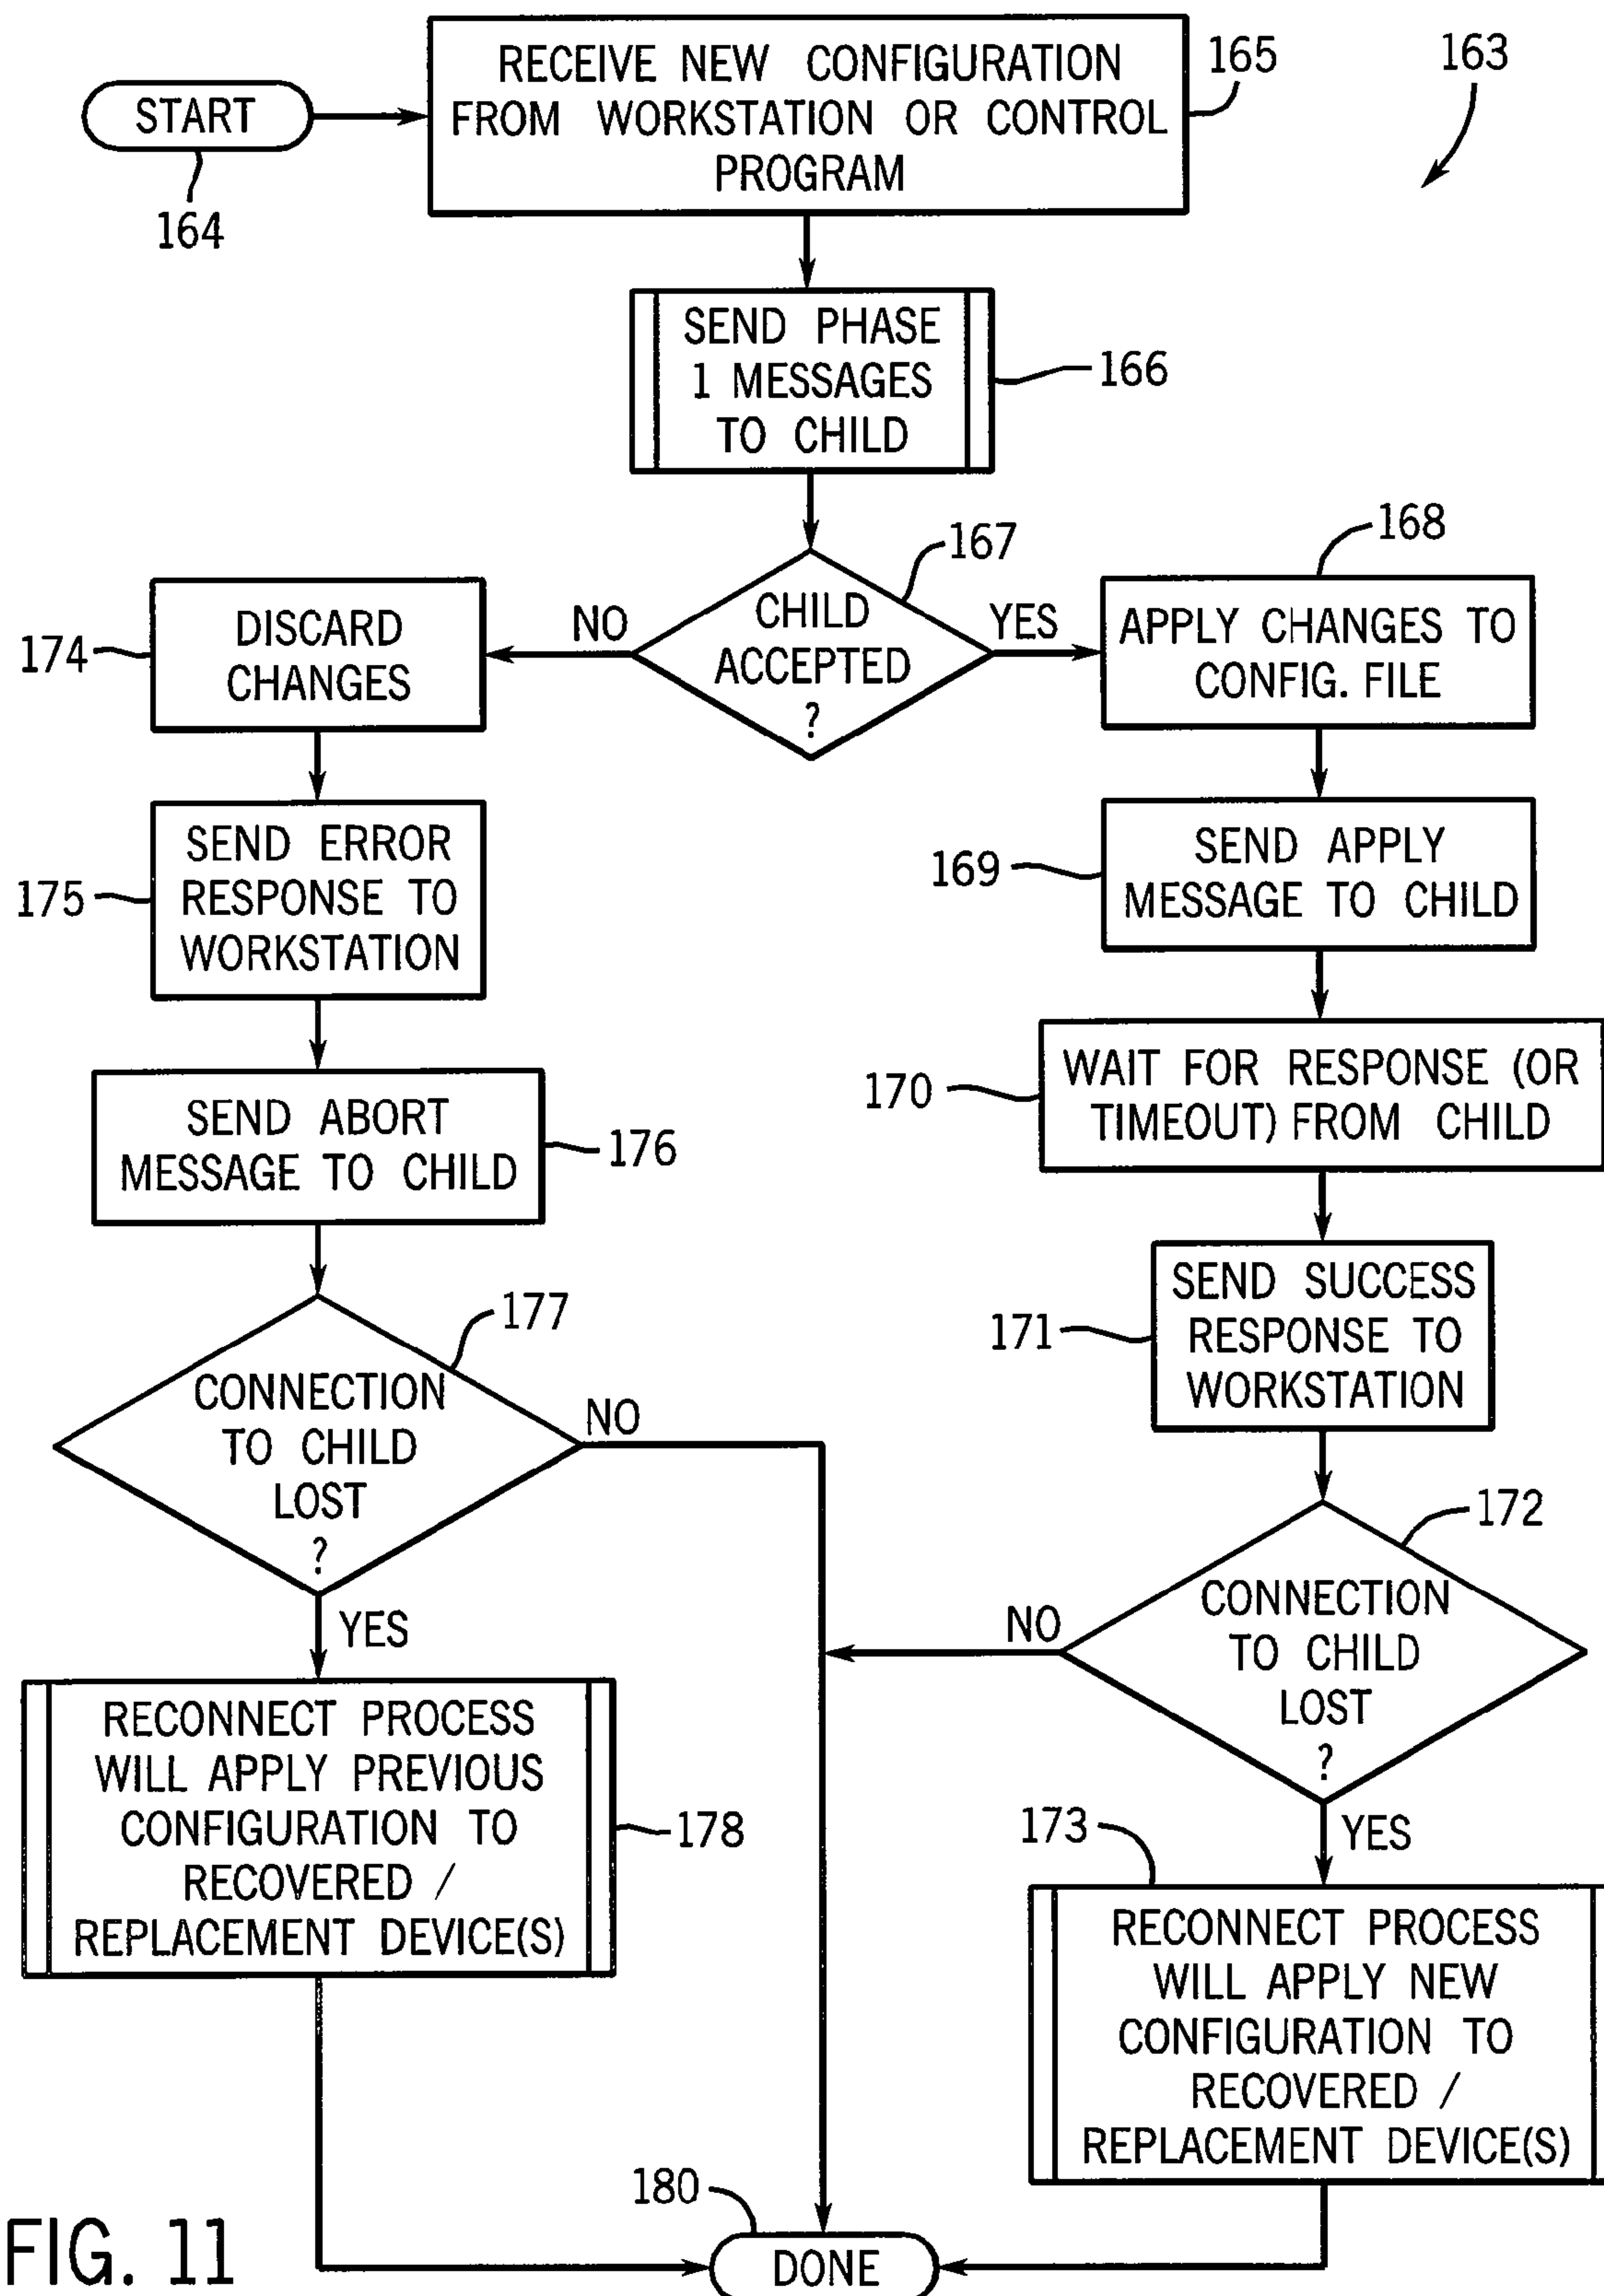 RECEIVE NEW CONFIGURATION
FROM WORKSTATION OR CONTROL
PROGRAM
165
163
START
164
SEND PHASE
1 MESSAGES
TO CHILD
166
167
CHILD
ACCEPTED
?
NO
YES
168
APPLY CHANGES TO
CONFIG. FILE
169
SEND APPLY
MESSAGE TO CHILD
170
WAIT FOR RESPONSE (OR
TIMEOUT) FROM CHILD
171
SEND SUCCESS
RESPONSE TO
WORKSTATION
172
CONNECTION
TO CHILD
LOST
?
NO
YES
173
RECONNECT PROCESS
WILL APPLY NEW
CONFIGURATION TO
RECOVERED /
REPLACEMENT DEVICE(S)
174
DISCARD
CHANGES
175
SEND ERROR
RESPONSE TO
WORKSTATION
SEND ABORT
MESSAGE TO CHILD
176
177
CONNECTION
TO CHILD
LOST
?
NO
YES
RECONNECT PROCESS
WILL APPLY PREVIOUS
CONFIGURATION TO
RECOVERED /
REPLACEMENT DEVICE(S)
178
180
DONE
FIG. 11